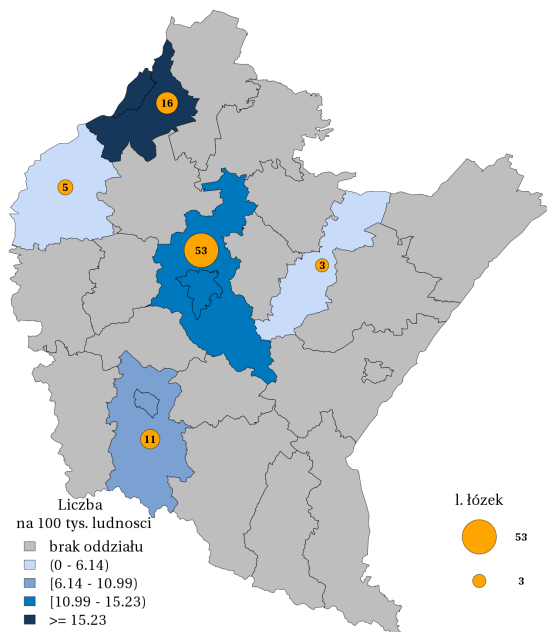 16
5
53
3
11
Liczba
na 100 tys. ludnosci
brak oddziału
(0 - 6.14)
[6.14 - 10.99)
[10.99 - 15.23)
>= 15.23
l. łózek
53
3